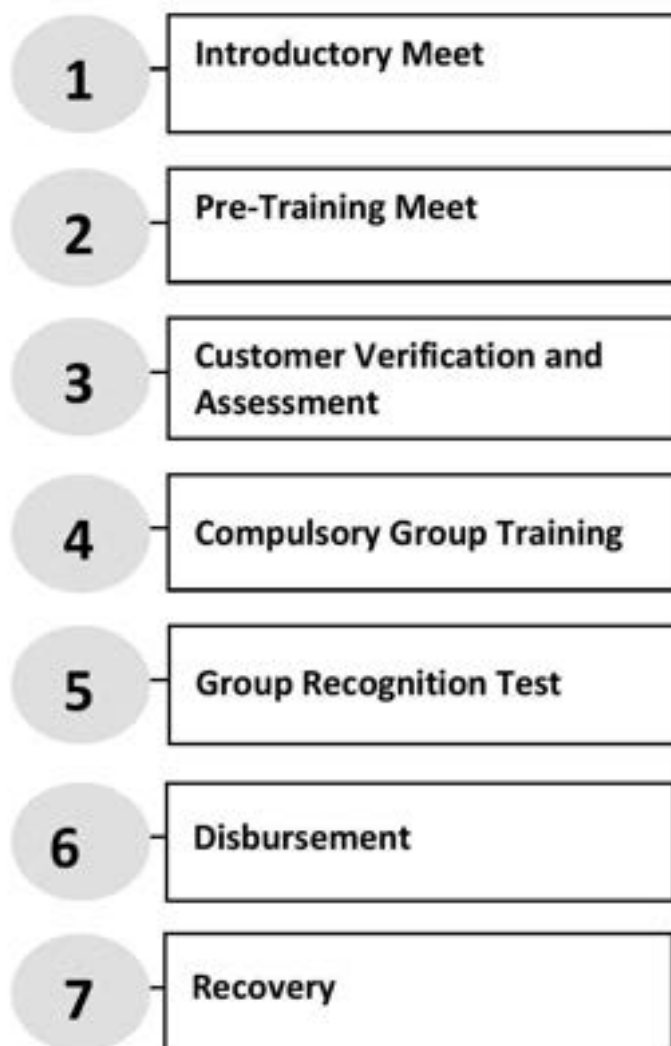 1
Introductory Meet
2
Pre-Training Meet
3
Customer Verification and
Assessment
4
Compulsory Group Training
5
Group Recognition Test
6
Disbursement
7
Recovery